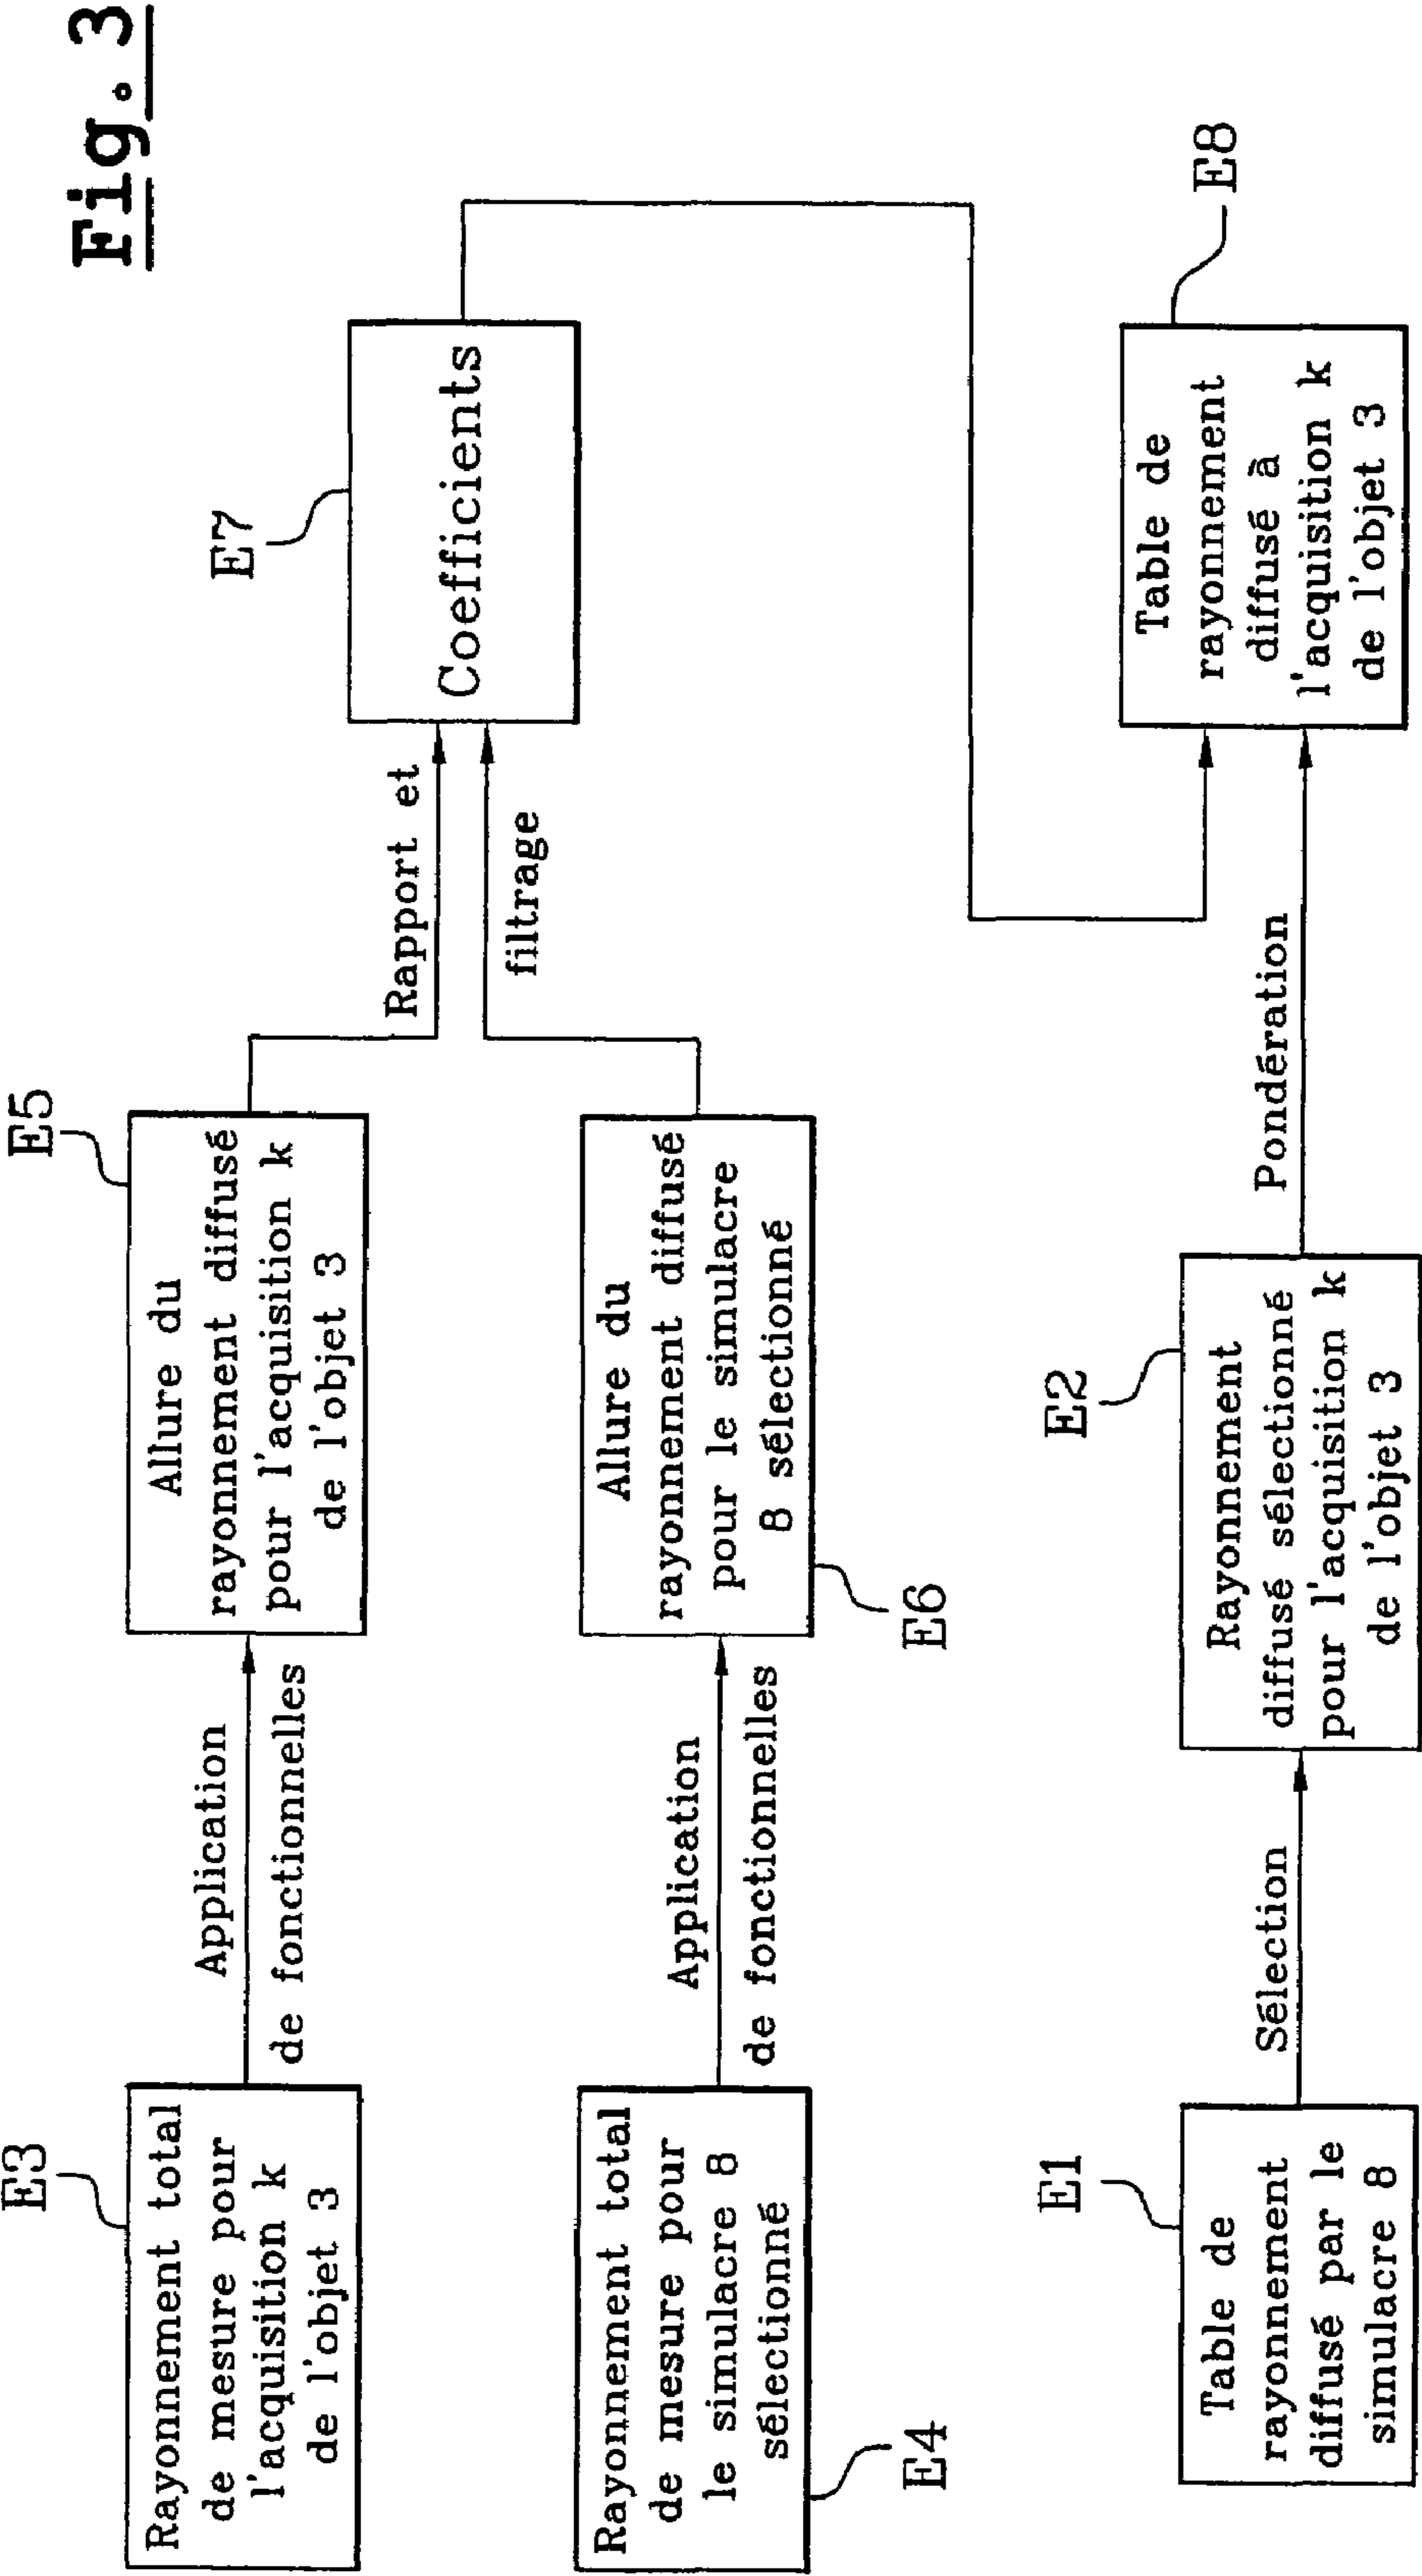 Fig. 3
E3
Rayonnement total
de mesure pour
l'acquisition k
de l'objet 3
Application
de fonctionnelles
E5
Allure du
rayonnement diffusé
pour l'acquisition k
de l'objet 3
Rapport et
filtrage
E7
Coefficients
Rayonnement total
de mesure pour
le simulacre 8
sélectionné
E4
Application
de fonctionnelles
Allure du
rayonnement diffusé
pour le simulacre
8 sélectionné
E6
E1
Table de
rayonnement
diffusé par le
simulacre 8
Sélection
E2
Rayonnement
diffusé sélectionné
pour l'acquisition k
de l'objet 3
Pondération
E8
Table de
rayonnement
diffusé à
l'acquisition k
de l'objet 3